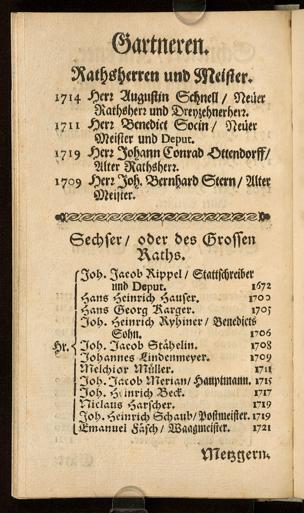 Gartneren.
Rathsherren und Meister.
1714 Herr Augustin Schnell / Neüer
Rathsherr und Dreyzehnerherr.
1711 Herr Benedict Socin / Neüer
Meister und Deput.
1719 Herr Johann Conrad Ottendorff /
Alter Rathsherr.
1709 Herr Joh. Bernhard Stern / Alter
Meister.
Sechser / oder des Grossen
Raths.
Joh. Jacob Rippel / Stattschreiber
und Deput. 1672
Hans Heinrich Hauser. 1700
Hans Georg Karger. 1705
Joh. Heinrich Ryhiner / Benedicts
Sohn. 1706
Hr. Joh. Jacob Stähelin. 1708
Johannes Lindenmeyer. 1709
Melchior Müller. 1711
Joh. Jacob Merian / Hauptmann. 1715
Joh. Heinrich Beck. 1717
Niclaus Harscher. 1719
Joh. Heinrich Schaub / Postmeister. 1719
Emanuel Fäsch / Waagmeister. 1721
Metzgern.